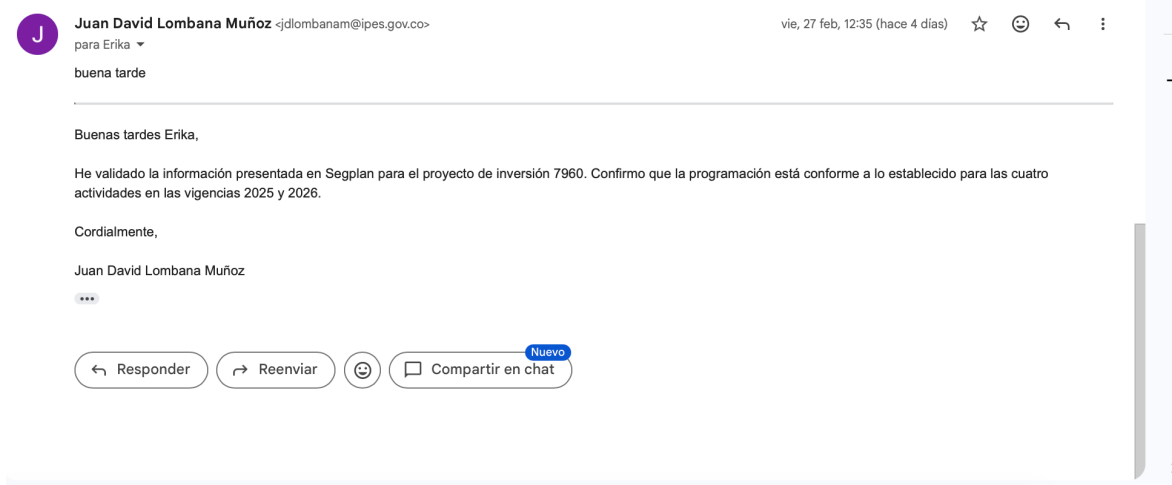 J
Juan David Lombana Muñoz <jdlombanam@ipes.gov.co>
vie, 27 feb, 12:35 (hace 4 días)
para Erika
buena tarde
Buenas tardes Erika,
He validado la información presentada en Segplan para el proyecto de inversión 7960. Confirmo que la programación está conforme a lo establecido para las cuatro
actividades en las vigencias 2025 y 2026.
Cordialmente,
Juan David Lombana Muñoz
Nuevo
Responder
Reenviar
Compartir en chat